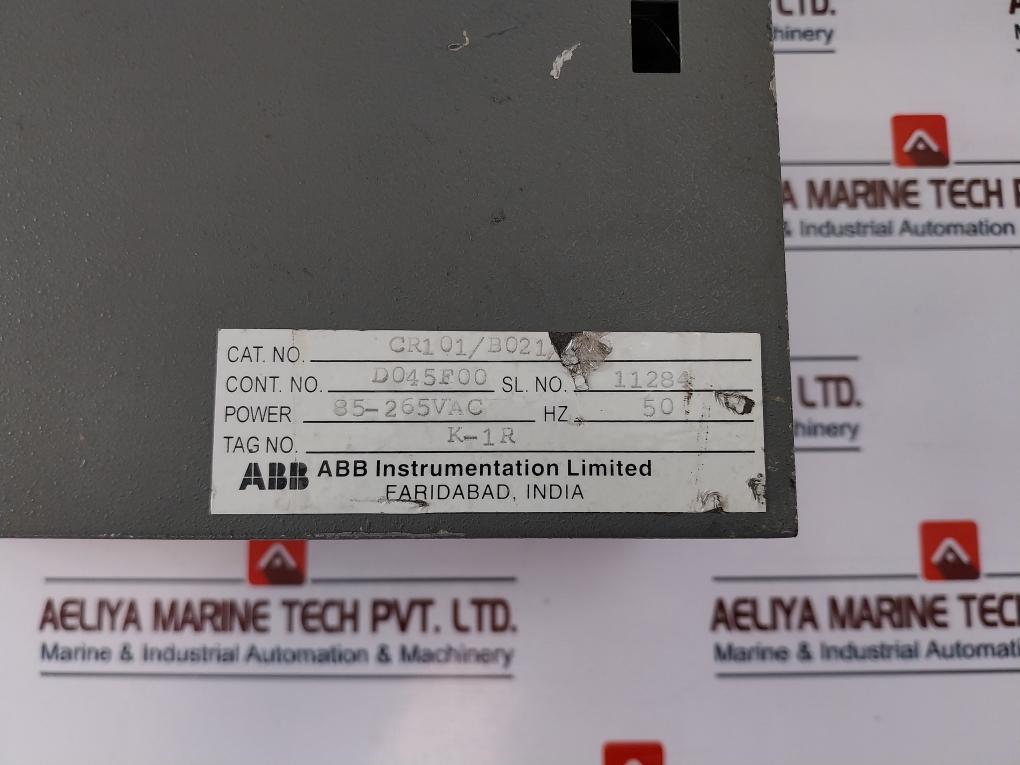 LTD.
hinery
A MARINE TECH P
& Industrial Automation
CAT. NO. CR101/B021/
CONT. NO. D045F00 SL. NO. 11284
POWER 85-265VAC HZ 50
TAG NO. K-1R
ABB ABB Instrumentation Limited
FARIDABAD, INDIA
LTD.
hinery
AELIYA MARINE TECH PVT. LTD.
Marine & Industrial Automation & Machinery
AELIYA MARINE TEC
Marine & Industrial Automati